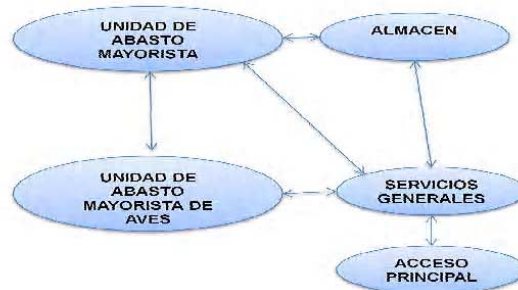 UNIDAD DE
ABASTO
MAYORISTA
ALMACEN
UNIDAD DE
ABASTO
MAYORISTA DE
AVES
SERVICIOS
GENERALES
ACCESO
PRINCIPAL